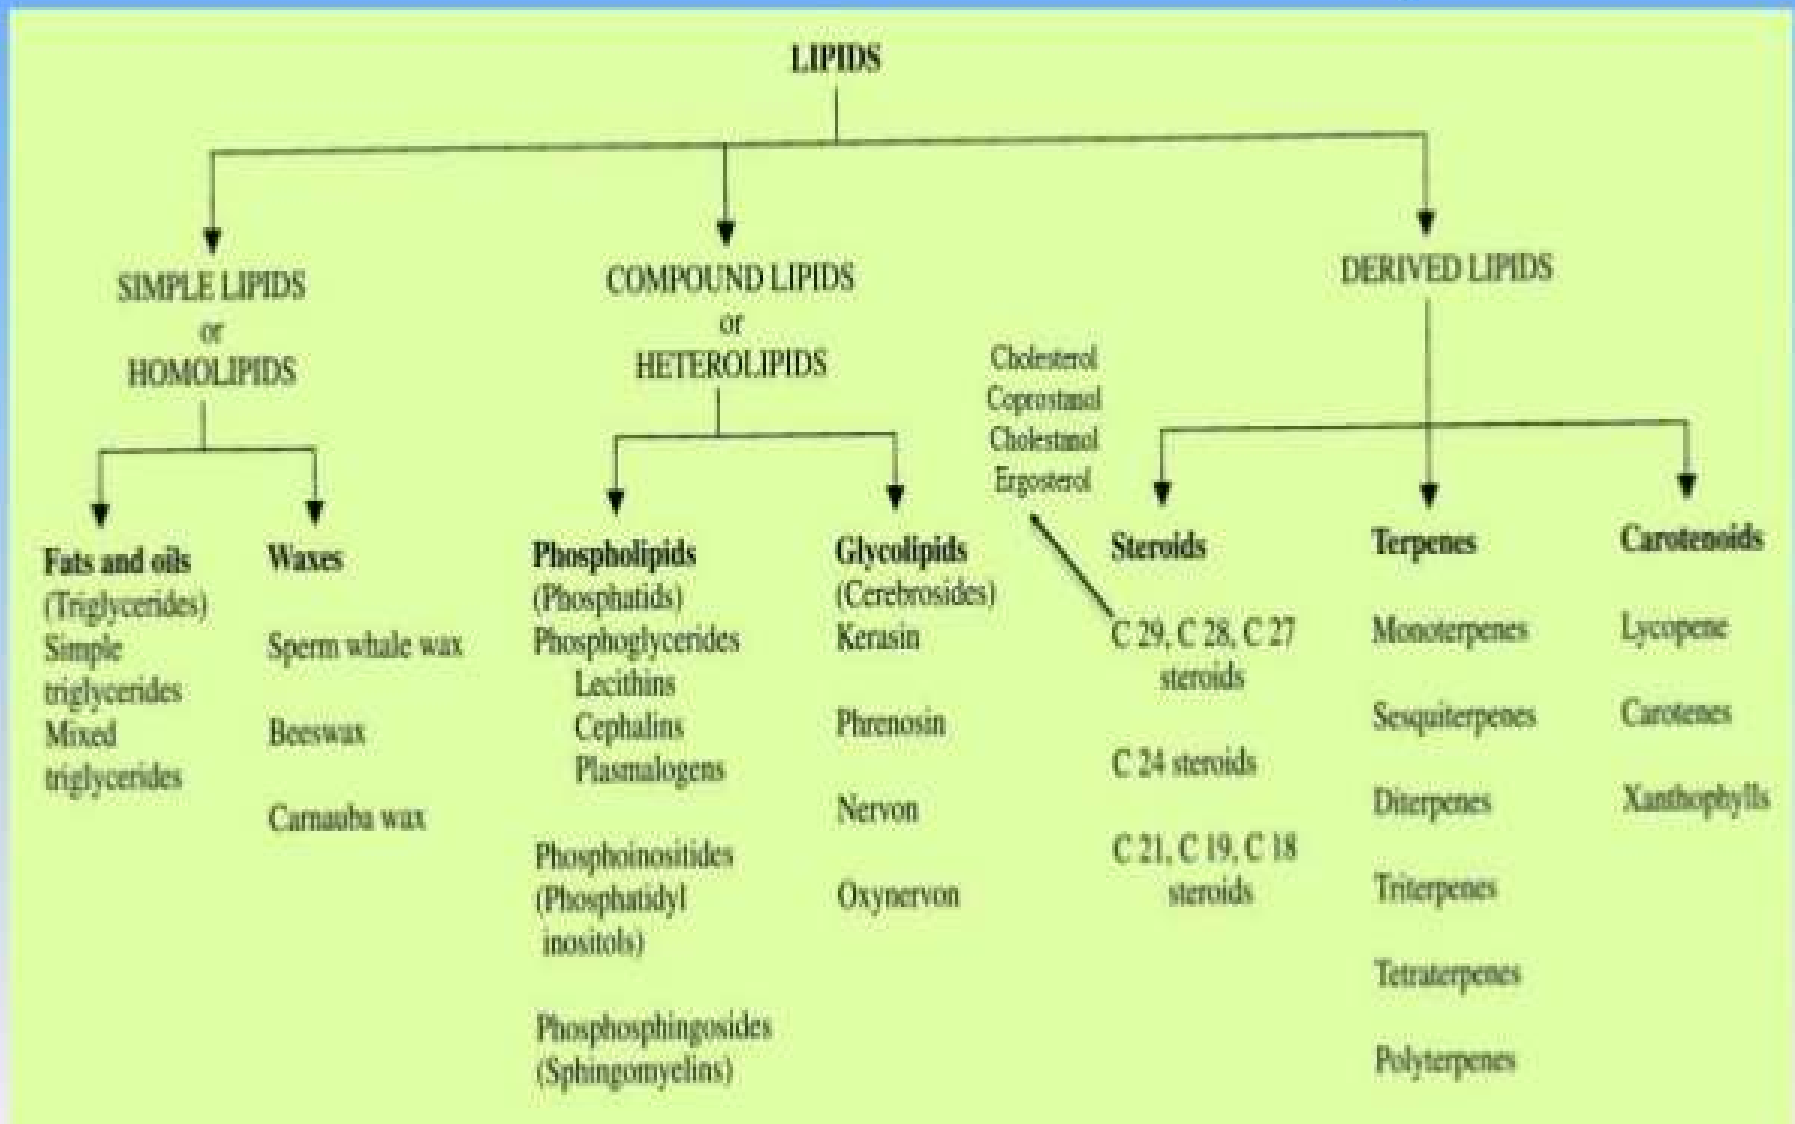 LIPIDS
SIMPLE LIPIDS
or
HOMOLIPIDS
COMPOUND LIPIDS
or
HETEROLIPIDS
DERIVED LIPIDS
Cholesterol
Coprostanol
Cholestanol
Ergosterol
Fats and oils
(Triglycerides)
Simple
triglycerides
Mixed
triglycerides
Waxes
Sperm whale wax
Beeswax
Carnauba wax
Phospholipids
(Phosphatids)
Phosphoglycerides
Lecithins
Cephalins
Plasmalogens
Phosphoinositides
(Phosphatidyl
inositols)
Phosphosphingosides
(Sphingomyelins)
Glycolipids
(Cerebrosides)
Kerasin
Phrenosin
Nervon
Oxynervon
Steroids
C 29, C 28, C 27
steroids
C 24 steroids
C 21, C 19, C 18
steroids
Terpenes
Monoterpenes
Sesquiterpenes
Diterpenes
Triterpenes
Tetraterpenes
Polyterpenes
Carotenoids
Lycopene
Carotenes
Xanthophylls